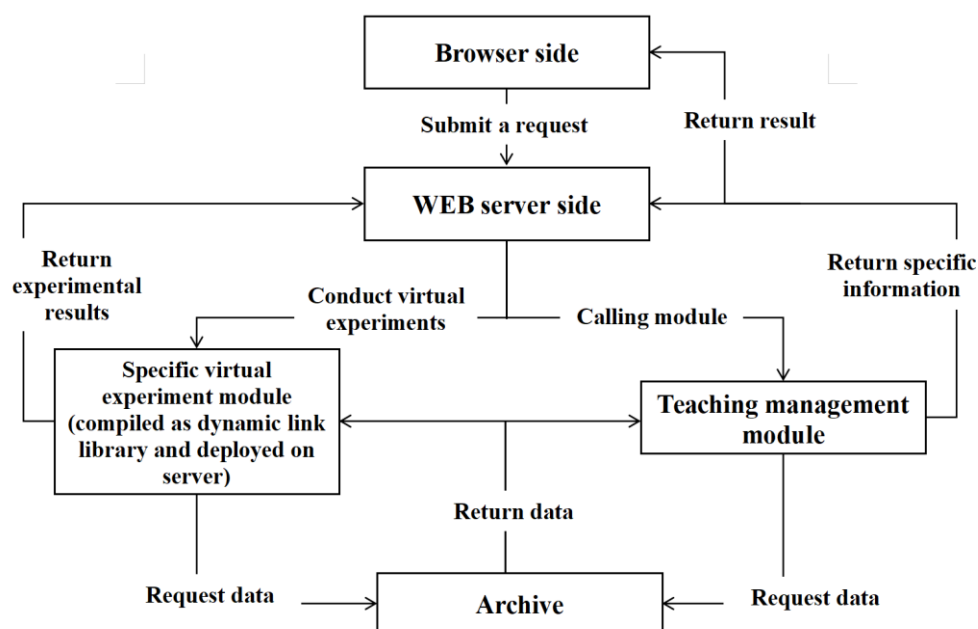 Browser side
Submit a request
Return result
WEB server side
Return
experimental
results
Return specific
information
Conduct virtual
experiments
Calling module
Specific virtual
experiment module
(compiled as dynamic link
library and deployed on
server)
Teaching management
module
Return data
Request data
Archive
Request data